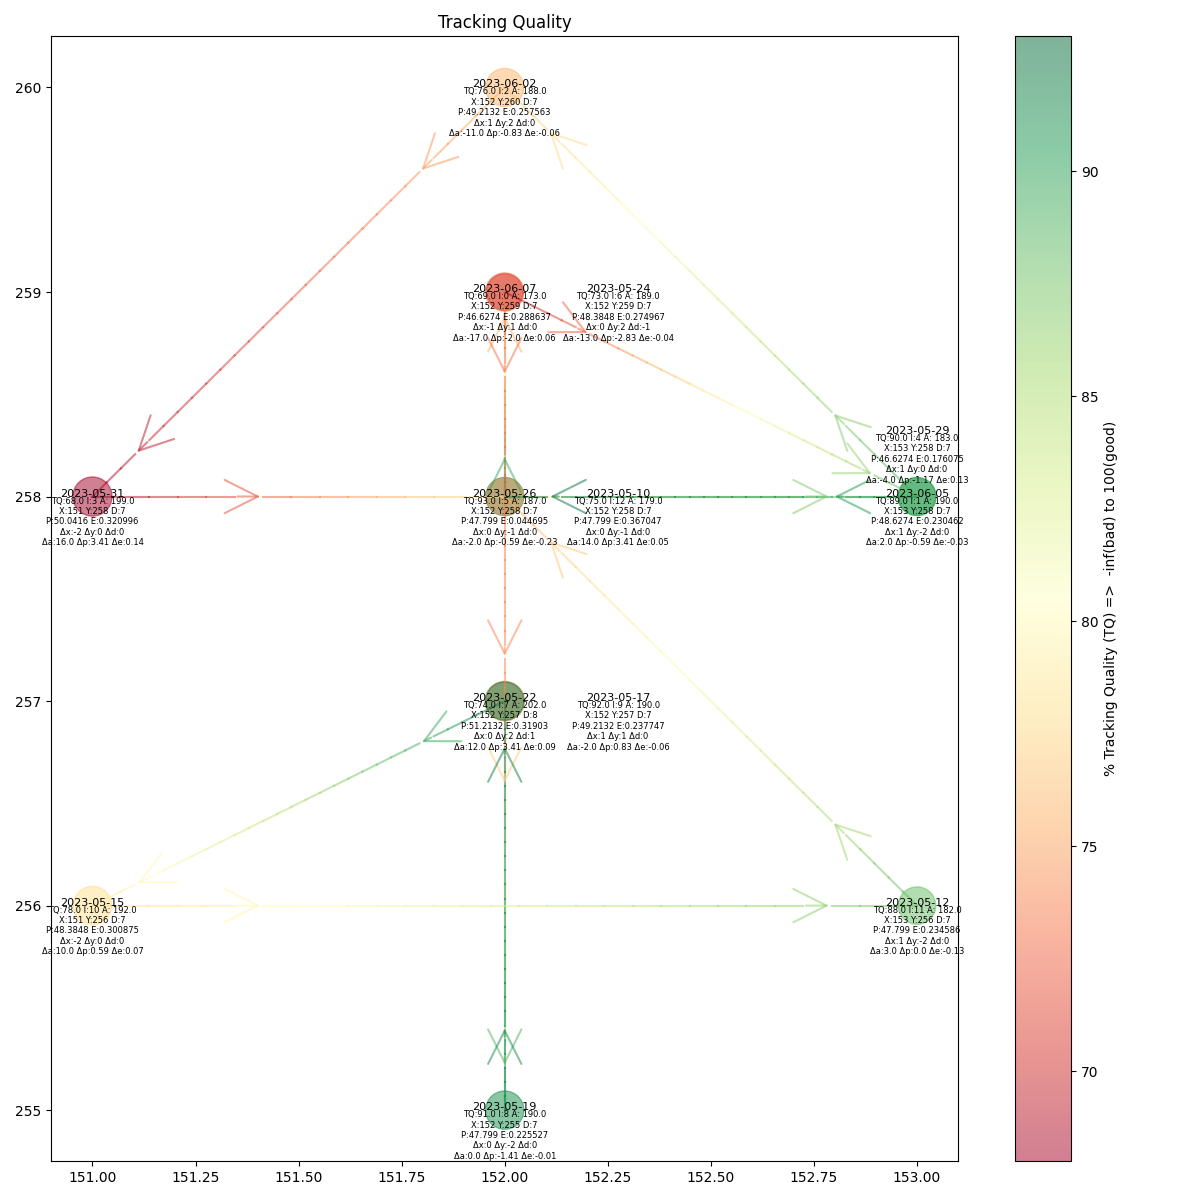 Tracking Quality
260
259
258
257
256
255
151.00
151.25
151.50
151.75
152.00
152.25
152.50
152.75
153.00
2023-06-02
TQ:76.0 I:2 A: 188.0
X:152 Y:260 D:7
P:49.2132 E:0.257563
Δx:1 Δy:2 Δd:0
Δa:-11.0 Δp:-0.83 Δe:-0.06
2023-06-07
TQ:69.0 I:0 A: 173.0
X:152 Y:259 D:7
P:46.6274 E:0.288637
Δx:-1 Δy:1 Δd:0
Δa:-17.0 Δp:-2.0 Δe:0.06
2023-05-24
TQ:73.0 I:6 A: 189.0
X:152 Y:259 D:7
P:48.3848 E:0.274967
Δx:0 Δy:2 Δd:-1
Δa:-13.0 Δp:-2.83 Δe:-0.04
2023-05-29
TQ:90.0 I:4 A: 183.0
X:153 Y:258 D:7
P:46.6274 E:0.176075
Δx:1 Δy:0 Δd:0
Δa:-4.0 Δp:-1.17 Δe:0.13
2023-05-31
TQ:68.0 I:3 A: 199.0
X:151 Y:258 D:7
P:50.0416 E:0.320996
Δx:-2 Δy:0 Δd:0
Δa:16.0 Δp:3.41 Δe:0.14
2023-05-26
TQ:93.0 I:5 A: 187.0
X:152 Y:258 D:7
P:47.799 E:0.044695
Δx:0 Δy:-1 Δd:0
Δa:-2.0 Δp:-0.59 Δe:-0.23
2023-05-10
TQ:75.0 I:12 A: 179.0
X:152 Y:258 D:7
P:47.799 E:0.367047
Δx:0 Δy:-1 Δd:0
Δa:14.0 Δp:3.41 Δe:0.05
2023-06-05
TQ:89.0 I:1 A: 190.0
X:153 Y:258 D:7
P:48.6274 E:0.230462
Δx:1 Δy:-2 Δd:0
Δa:2.0 Δp:-0.59 Δe:-0.03
2023-05-22
TQ:74.0 I:7 A: 202.0
X:152 Y:257 D:8
P:51.2132 E:0.31903
Δx:0 Δy:2 Δd:1
Δa:12.0 Δp:3.41 Δe:0.09
2023-05-17
TQ:92.0 I:9 A: 190.0
X:152 Y:257 D:7
P:49.2132 E:0.237747
Δx:1 Δy:1 Δd:0
Δa:-2.0 Δp:0.83 Δe:-0.06
2023-05-15
TQ:78.0 I:10 A: 192.0
X:151 Y:256 D:7
P:48.3848 E:0.300875
Δx:-2 Δy:0 Δd:0
Δa:10.0 Δp:0.59 Δe:0.07
2023-05-12
TQ:88.0 I:11 A: 182.0
X:153 Y:256 D:7
P:47.799 E:0.234586
Δx:1 Δy:-2 Δd:0
Δa:3.0 Δp:0.0 Δe:-0.13
2023-05-19
TQ:91.0 I:8 A: 190.0
X:152 Y:255 D:7
P:47.799 E:0.225527
Δx:0 Δy:-2 Δd:0
Δa:0.0 Δp:-1.41 Δe:-0.01
90
85
80
75
70
% Tracking Quality (TQ) => -inf(bad) to 100(good)